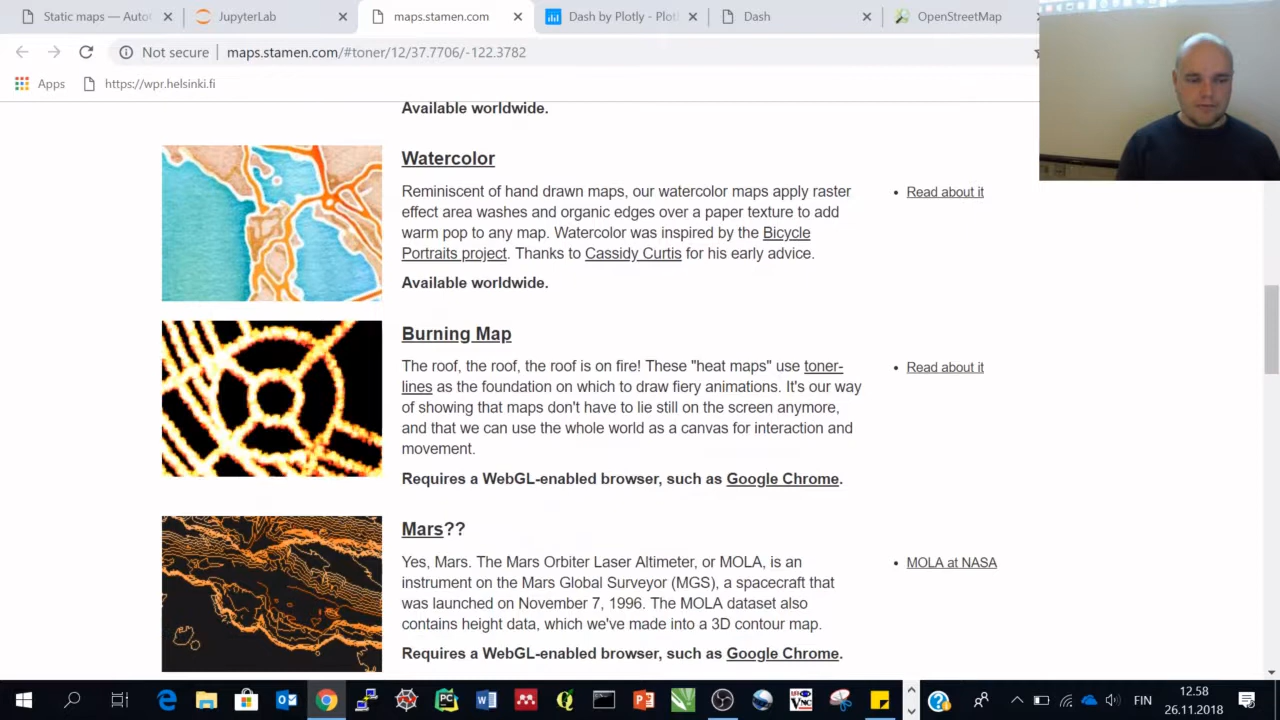 Static maps — Auto
JupyterLab
maps.stamen.com
Dash by Plotly - Plotl
Dash
OpenStreetMap
Not secure
maps.stamen.com/#toner/12/37.7706/-122.3782
Apps
https://wpr.helsinki.fi
Available worldwide.
Watercolor
Reminiscent of hand drawn maps, our watercolor maps apply raster
effect area washes and organic edges over a paper texture to add
warm pop to any map. Watercolor was inspired by the Bicycle
Portraits project. Thanks to Cassidy Curtis for his early advice.
Available worldwide.
• Read about it
Burning Map
The roof, the roof, the roof is on fire! These "heat maps" use toner-
lines as the foundation on which to draw fiery animations. It's our way
of showing that maps don't have to lie still on the screen anymore,
and that we can use the whole world as a canvas for interaction and
movement.
Requires a WebGL-enabled browser, such as Google Chrome.
• Read about it
Mars??
Yes, Mars. The Mars Orbiter Laser Altimeter, or MOLA, is an
instrument on the Mars Global Surveyor (MGS), a spacecraft that
was launched on November 7, 1996. The MOLA dataset also
contains height data, which we've made into a 3D contour map.
Requires a WebGL-enabled browser, such as Google Chrome.
• MOLA at NASA
FIN
12.58
26.11.2018